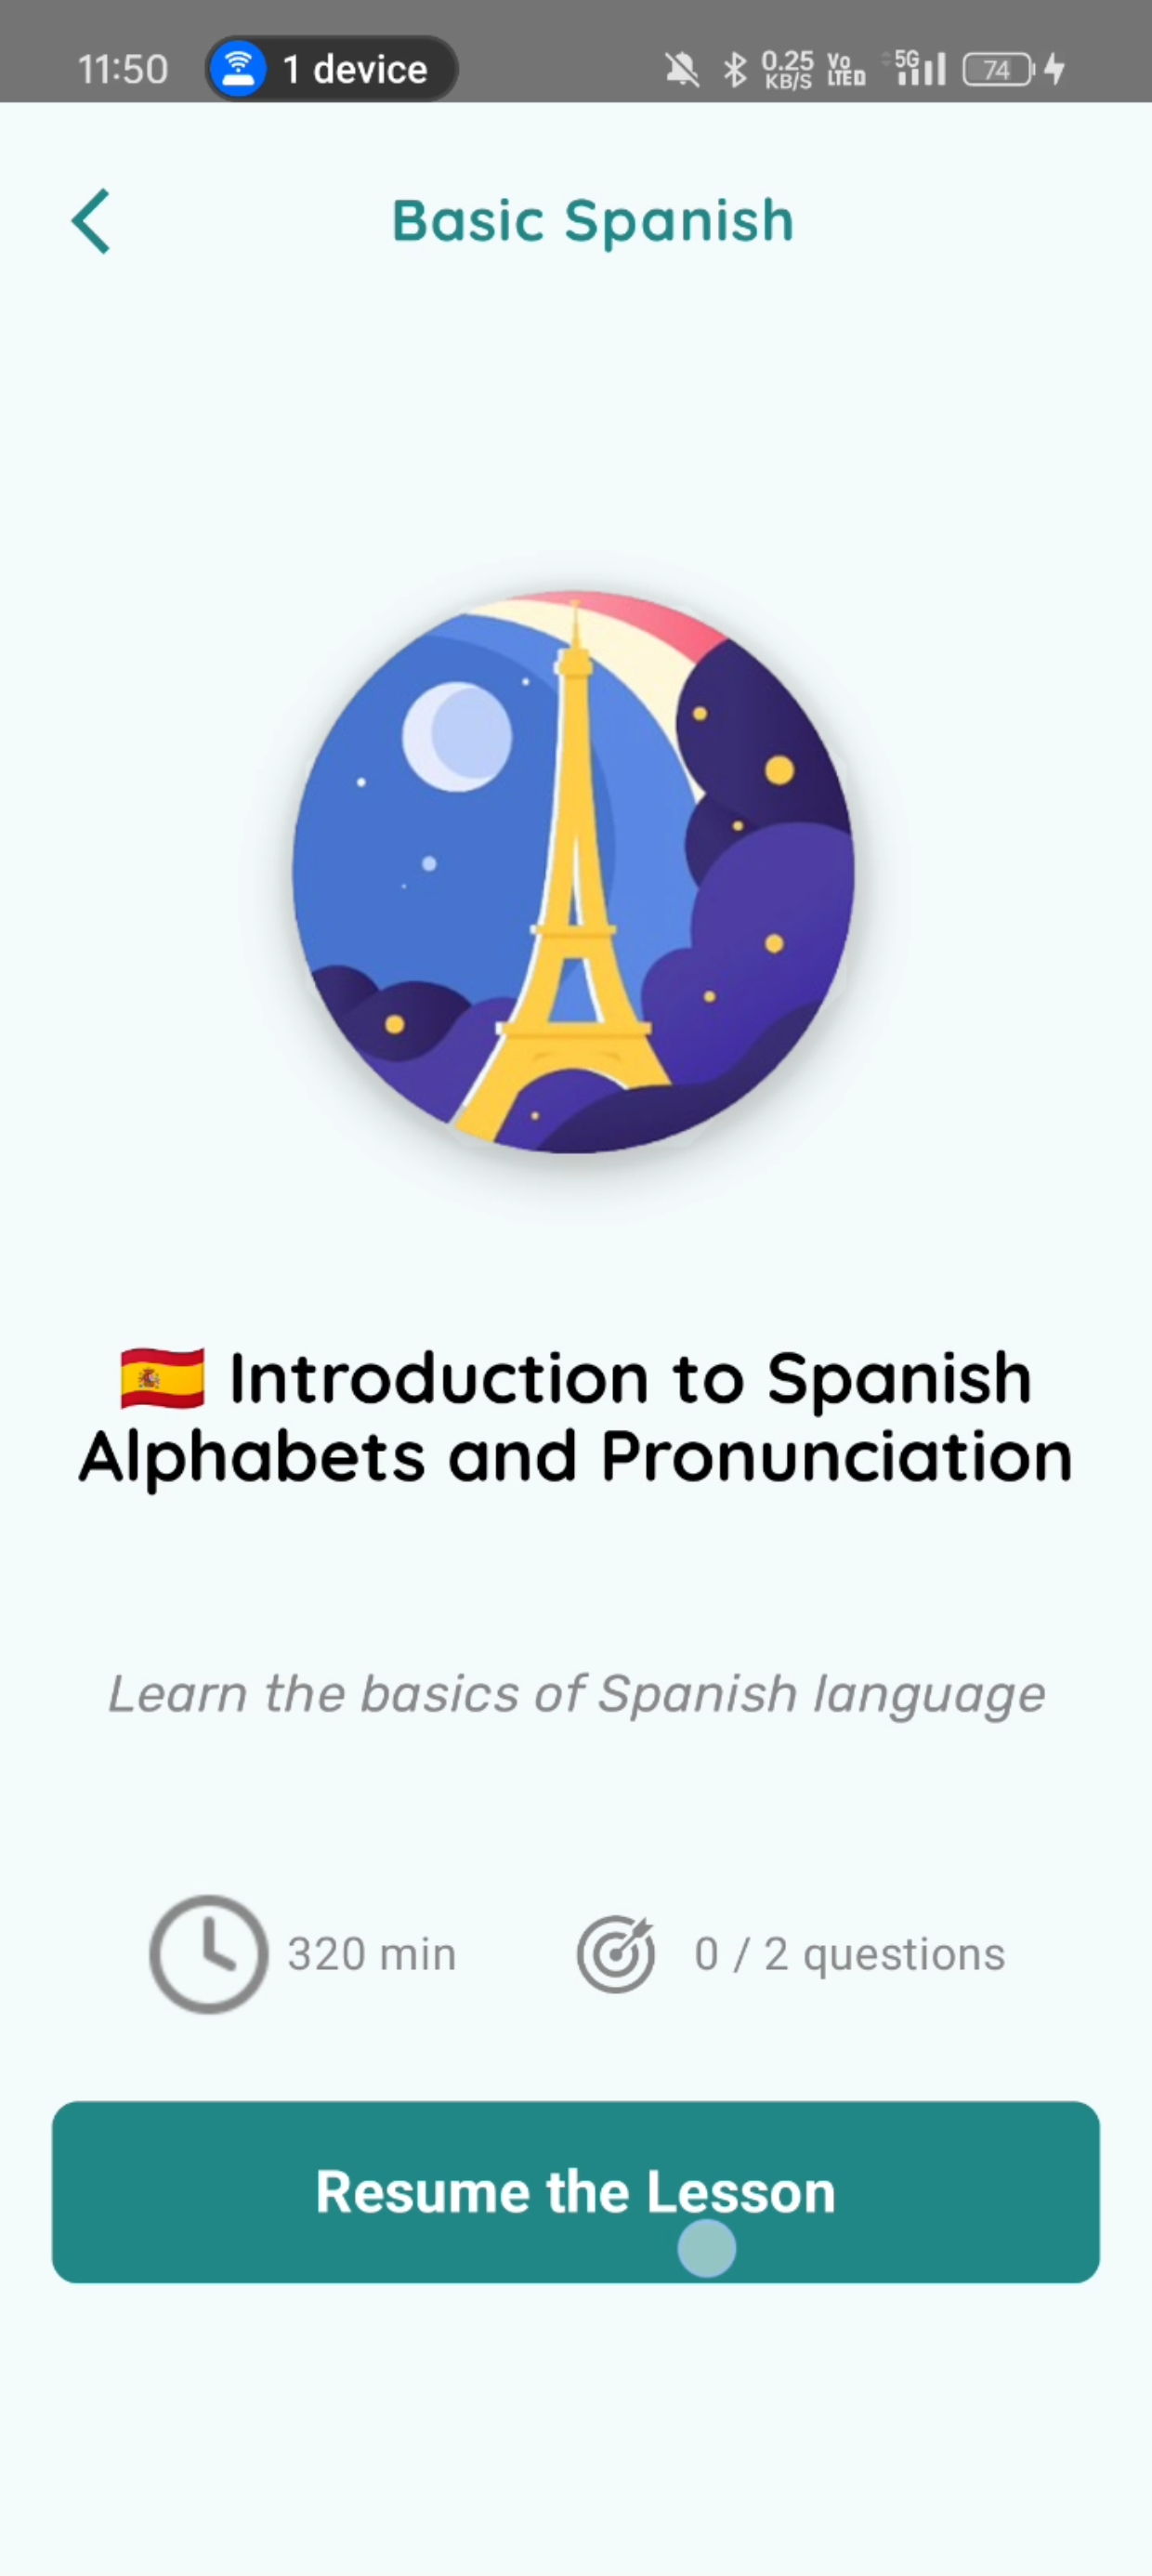 11:50 1 device 0.25 KB/S Vo LTE D 5G 74
Basic Spanish
🇪🇸 Introduction to Spanish
Alphabets and Pronunciation
Learn the basics of Spanish language
320 min 0 / 2 questions
Resume the Lesson